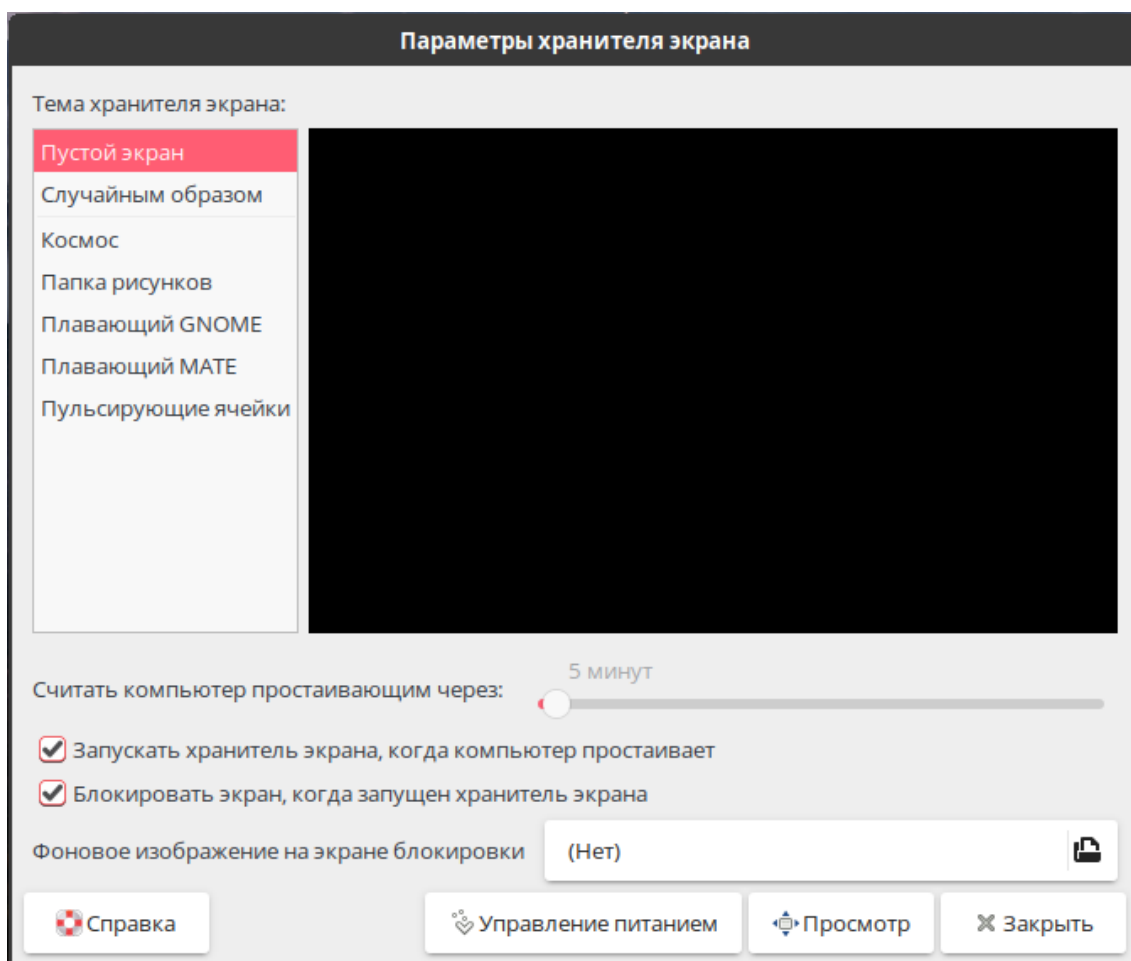 Параметры хранителя экрана
Тема хранителя экрана:
Пустой экран
Случайным образом
Космос
Папка рисунков
Плавающий GNOME
Плавающий MATE
Пульсирующие ячейки
5 минут
Считать компьютер простаивающим через:
Запускать хранитель экрана, когда компьютер простаивает
Блокировать экран, когда запущен хранитель экрана
Фоновое изображение на экране блокировки (Нет)
Справка Управление питанием Просмотр Закрыть